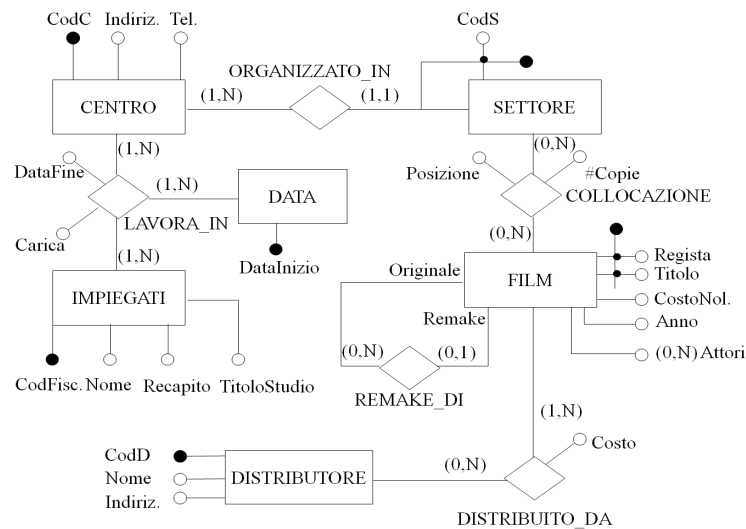 CodC Indiriz. Tel. CodS
ORGANIZZATO_IN
CENTRO (1,N) (1,1) SETTORE
(1,N) (0,N)
DataFine (1,N) DATA Posizione #Copie
COLLOCAZIONE
LAVORA_IN
Carica (0,N)
(1,N) DataInizio Originale Regista
IMPIEGATI FILM Titolo
CostoNol.
Remake Anno
(0,N) (0,1) (0,N) Attori
CodFisc. Nome Recapito TitoloStudio
REMAKE_DI
(1,N)
Costo
CodD
(0,N)
Nome DISTRIBUTORE
Indiriz.
DISTRIBUITO_DA